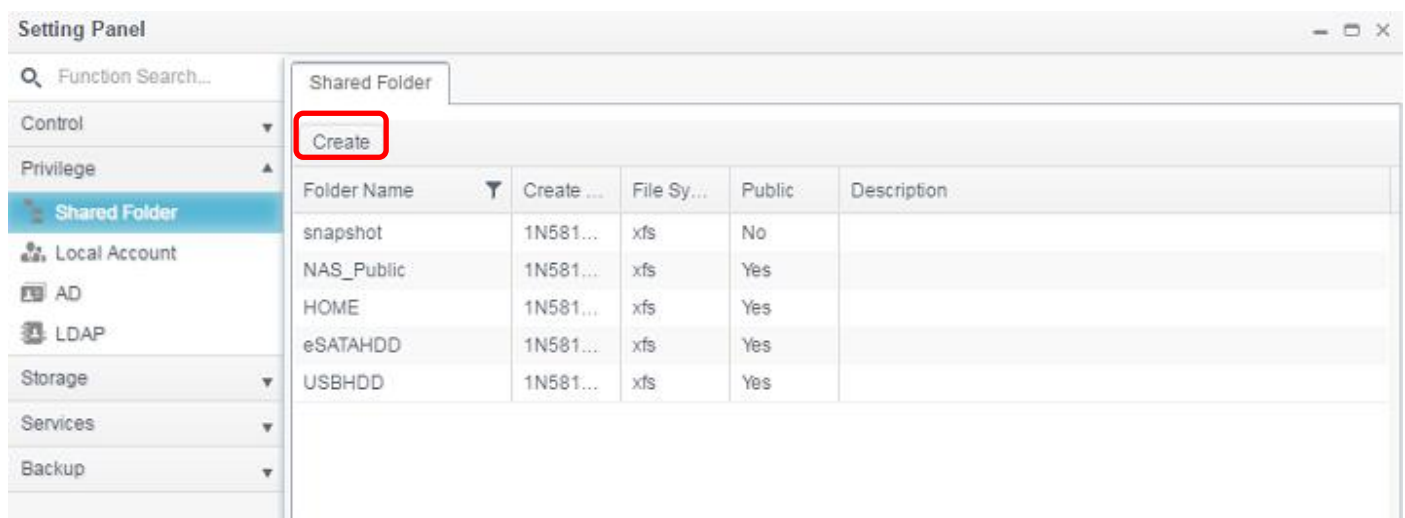 Setting Panel
Function Search...
Control
Privilege
Shared Folder
Local Account
AD
LDAP
Storage
Services
Backup
Shared Folder
Create
Folder Name Create ... File Sy... Public Description
snapshot 1N581... xfs No
NAS_Public 1N581... xfs Yes
HOME 1N581... xfs Yes
eSATAHDD 1N581... xfs Yes
USBHDD 1N581... xfs Yes